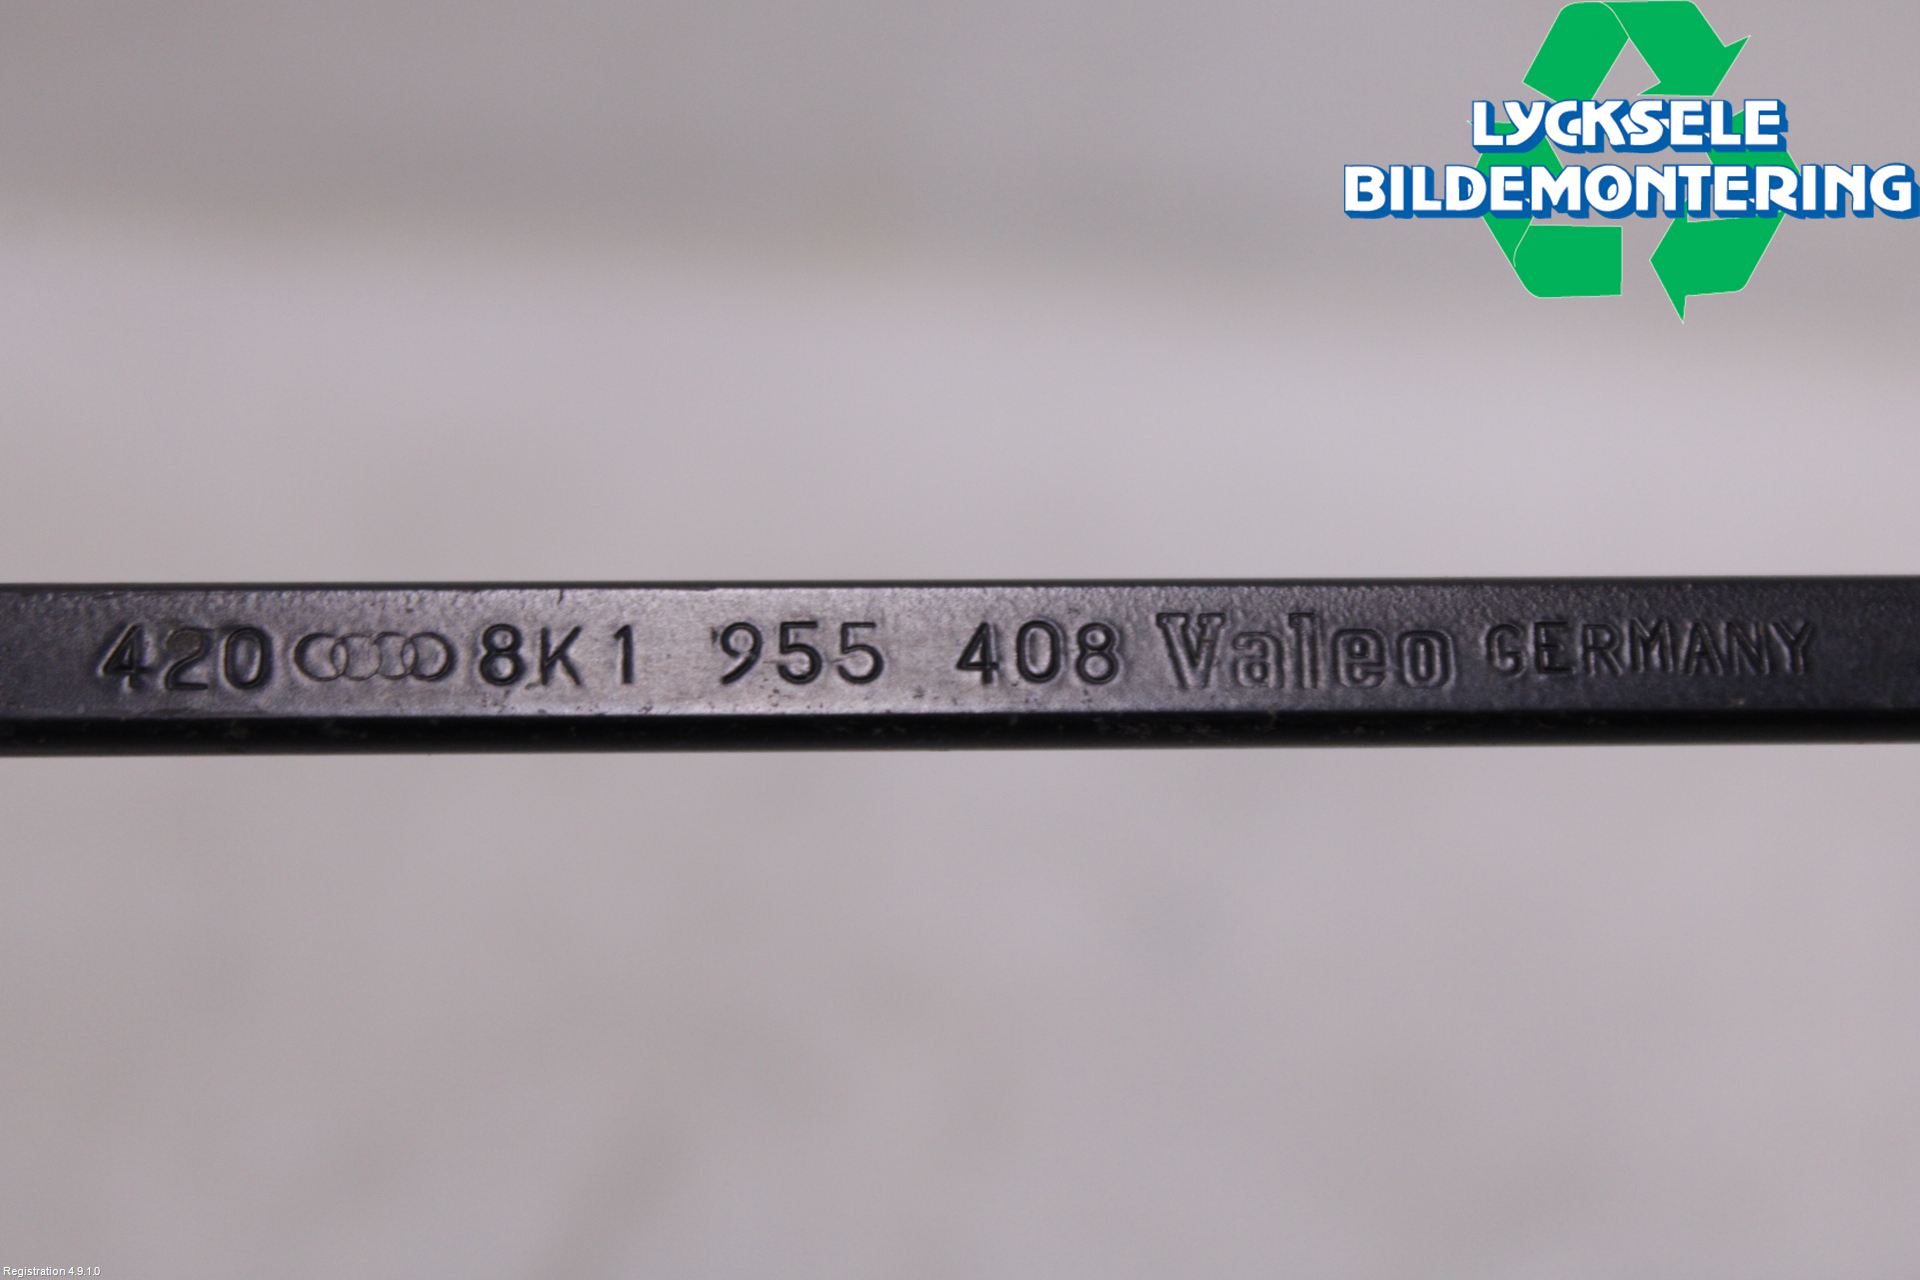 LYCKSELE
BILDEMONTERING
420 8K1 955 408 Valeo GERMANY
Registration 4.9.1.0